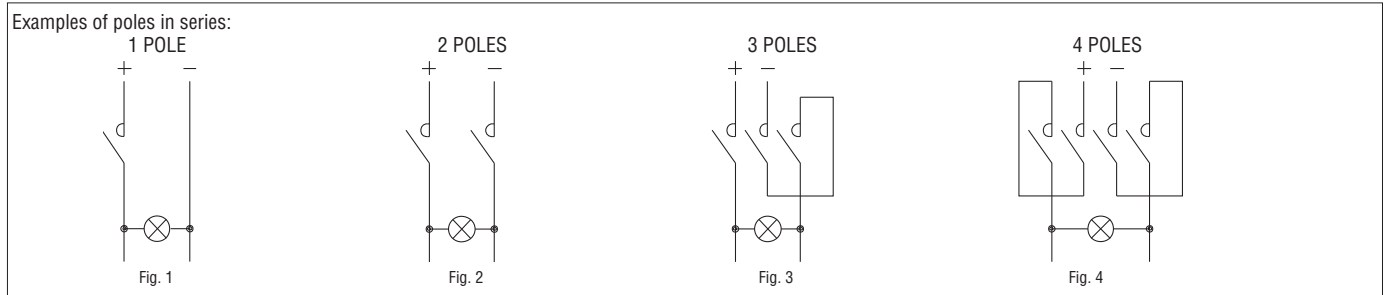 Examples of poles in series:
1 POLE 2 POLES 3 POLES 4 POLES
+ − + − + − + −
Fig. 1 Fig. 2 Fig. 3 Fig. 4